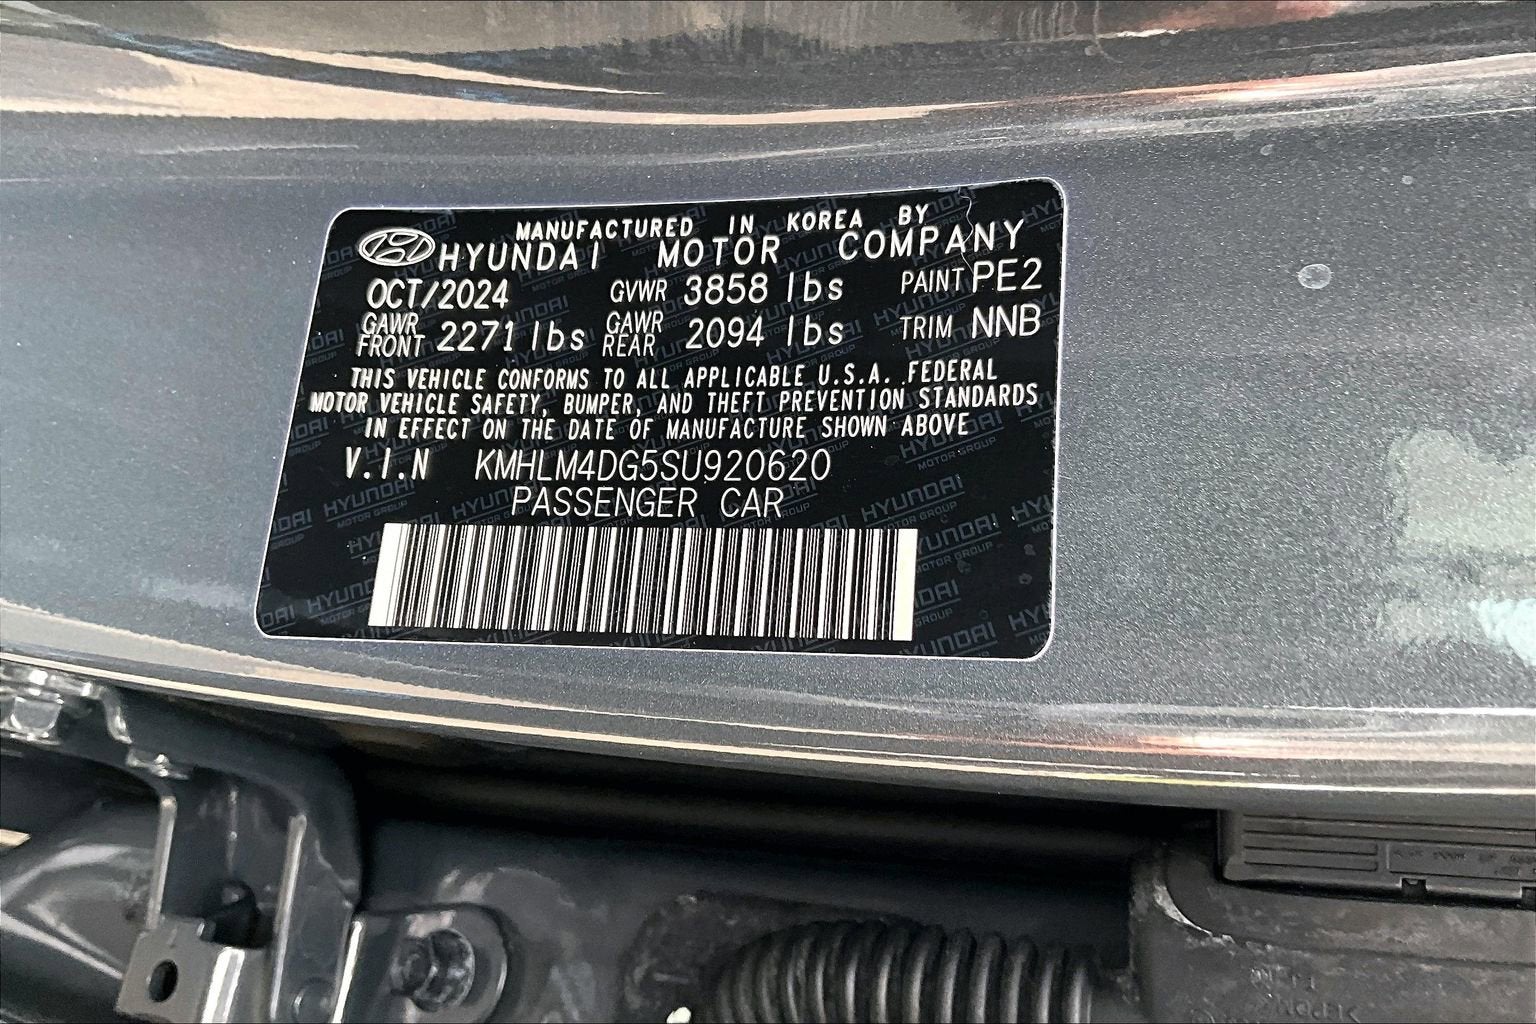 MANUFACTURED IN KOREA BY
HYUNDAI MOTOR COMPANY
OCT/2024 GVWR 3858 lbs PAINT PE2
GAWR FRONT 2271 lbs GAWR REAR 2094 lbs TRIM NNB
THIS VEHICLE CONFORMS TO ALL APPLICABLE U.S.A. FEDERAL
MOTOR VEHICLE SAFETY, BUMPER, AND THEFT PREVENTION STANDARDS
IN EFFECT ON THE DATE OF MANUFACTURE SHOWN ABOVE
V.I.N KMHLM4DG5SU920620
PASSENGER CAR